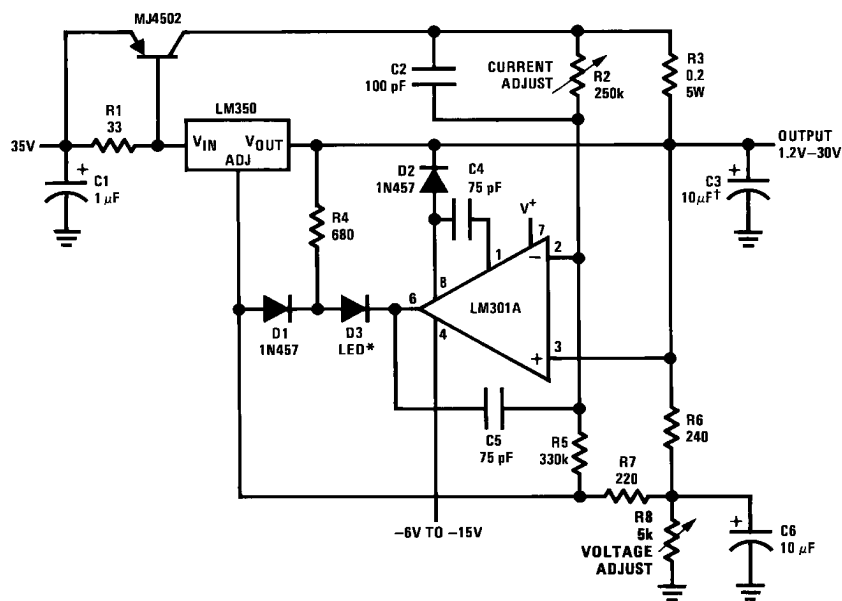 MJ4502
C2
100 pF
CURRENT
ADJUST
R2
250k
R3
0.2
5W
R1
33
LM350
35V
VIN
VOUT
ADJ
OUTPUT
1.2V–30V
C1
1 μF
D2
1N457
C4
75 pF
C3
10μF†
R4
680
V+
7
1
2
−
8
6
LM301A
4
3
+
D1
1N457
D3
LED*
C5
75 pF
R5
330k
R6
240
R7
220
R8
5k
VOLTAGE
ADJUST
C6
10 μF
−6V TO −15V
+
+
+